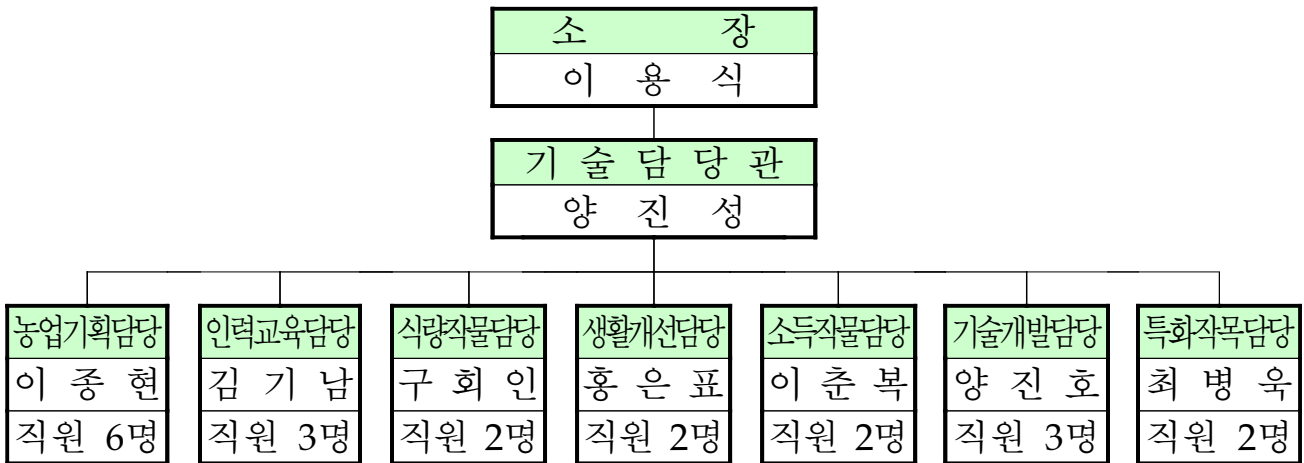 소 장
이 용 식
기 술 담 당 관
양 진 성
농업기획담당 인력교육담당 식량작물담당 생활개선담당 소득작물담당 기술개발담당 특화작목담당
이 종 현 김 기 남 구 회 인 홍 은 표 이 춘 복 양 진 호 최 병 욱
직원 6명 직원 3명 직원 2명 직원 2명 직원 2명 직원 3명 직원 2명